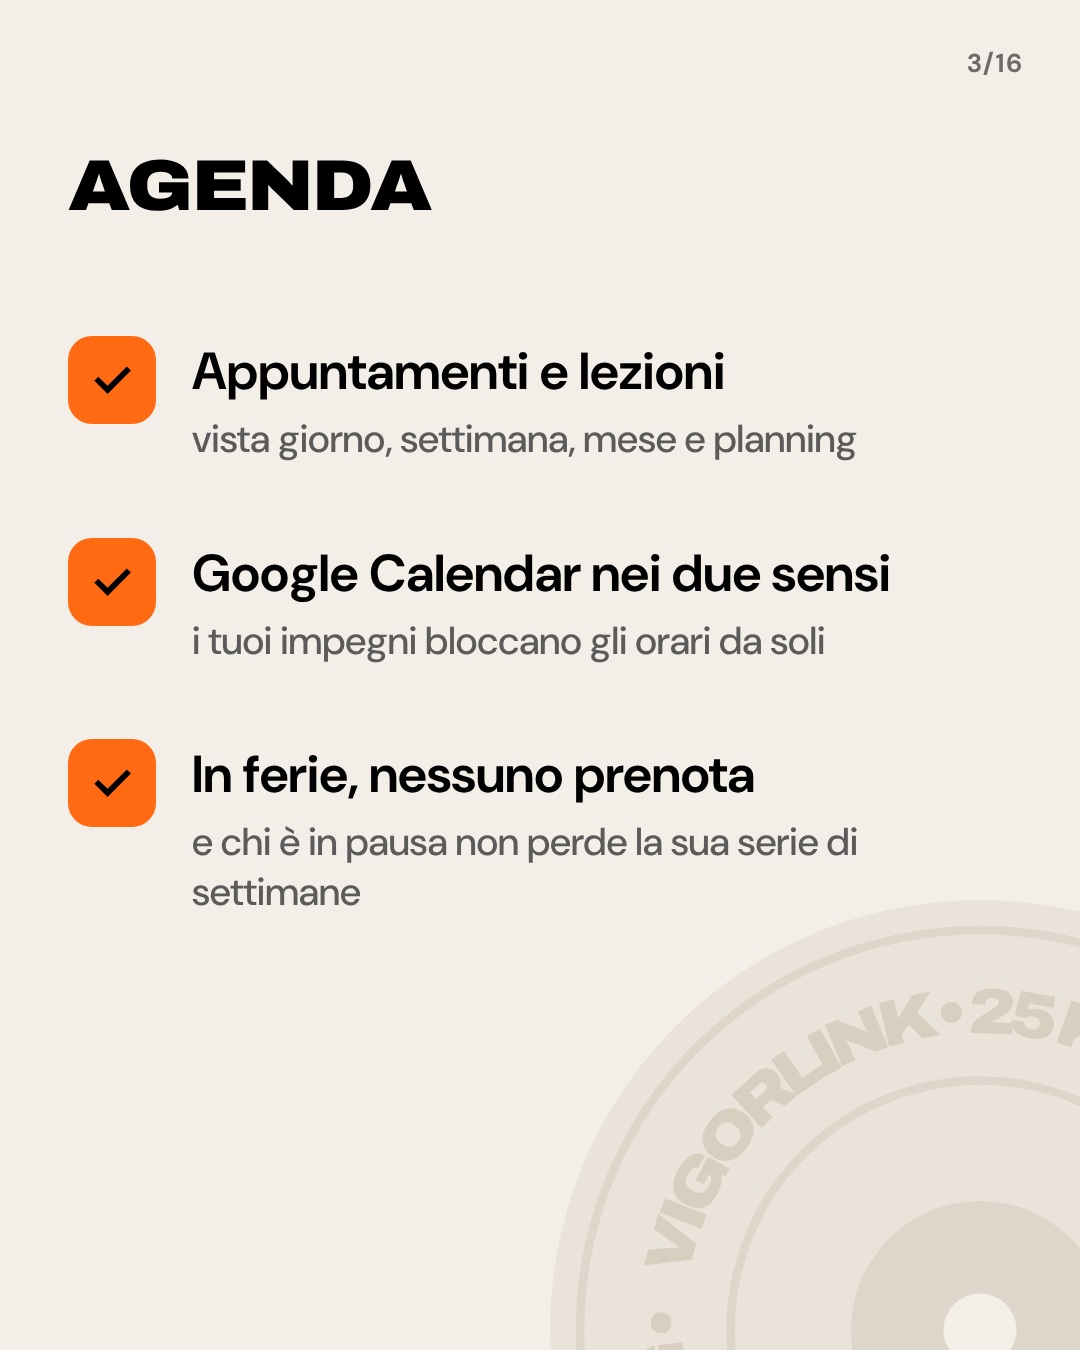 3/16
AGENDA
Appuntamenti e lezioni
vista giorno, settimana, mese e planning
Google Calendar nei due sensi
i tuoi impegni bloccano gli orari da soli
In ferie, nessuno prenota
e chi è in pausa non perde la sua serie di
settimane
VIGORLINK • 25